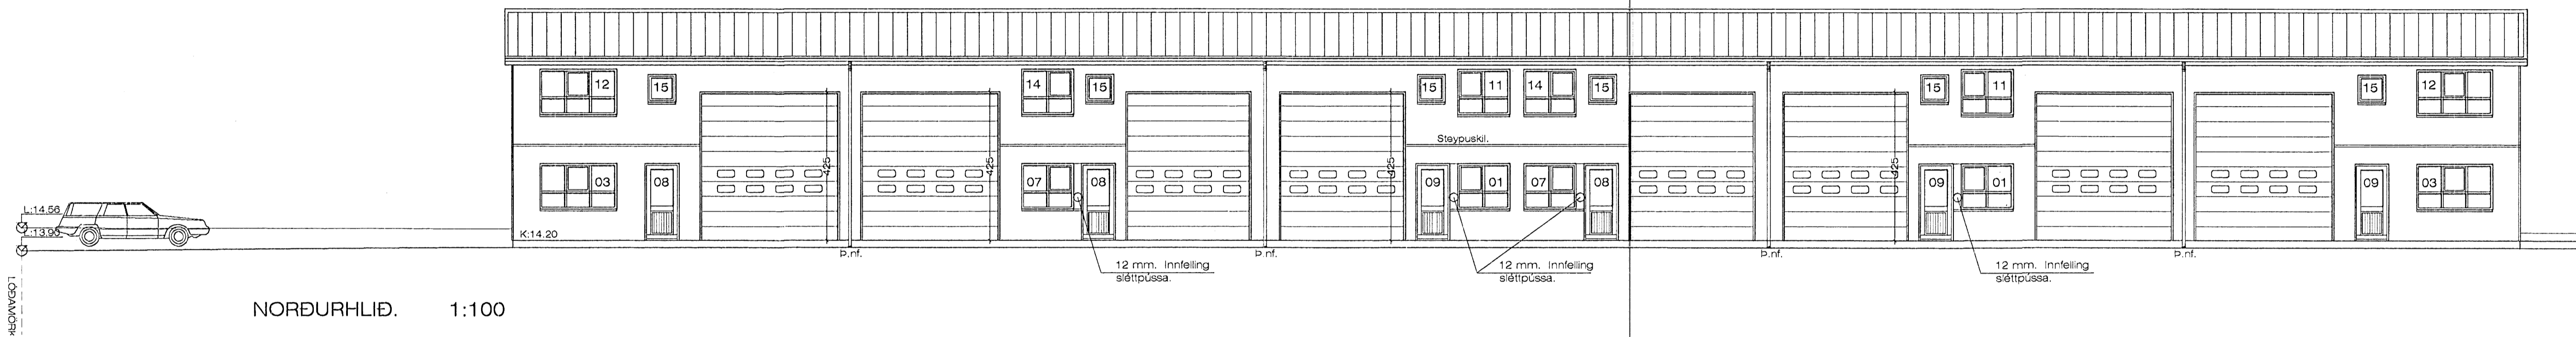 12 15 14 15 15 11 14 15 15 11 15 12
Steypuskil.
425 425 425 425
03 08 07 08 09 01 07 08 09 01 09 03
L:14.56
L:13.96
K:14.20
Þ.nf. Þ.nf. Þ.nf. Þ.nf.
12 mm. Innfelling
sléttpússa.
12 mm. Innfelling
sléttpússa.
12 mm. Innfelling
sléttpússa.
LÓÐAMÖRK
NORÐURHLIÐ. 1:100